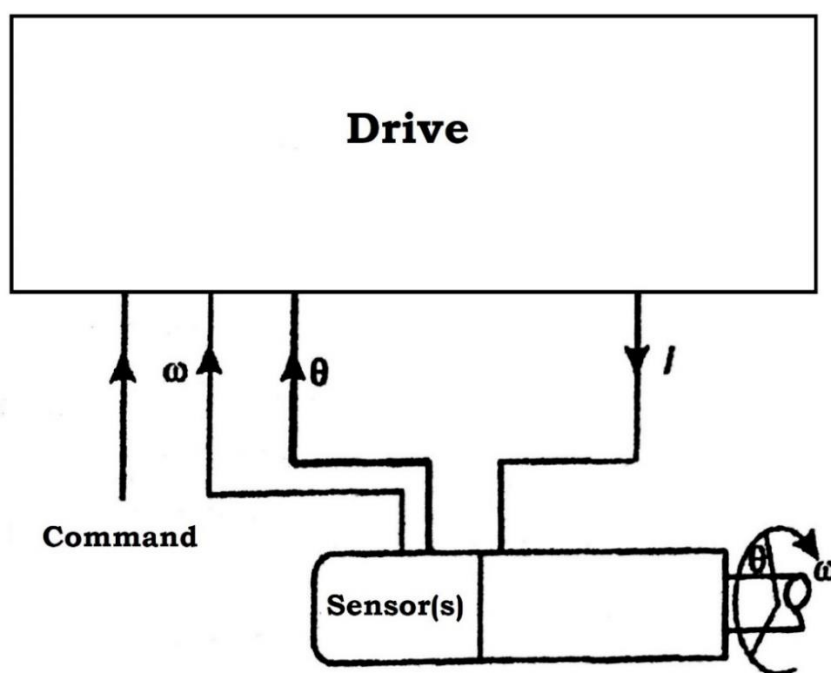 Drive
ω
θ
I
Command
Sensor(s)
θ
ω